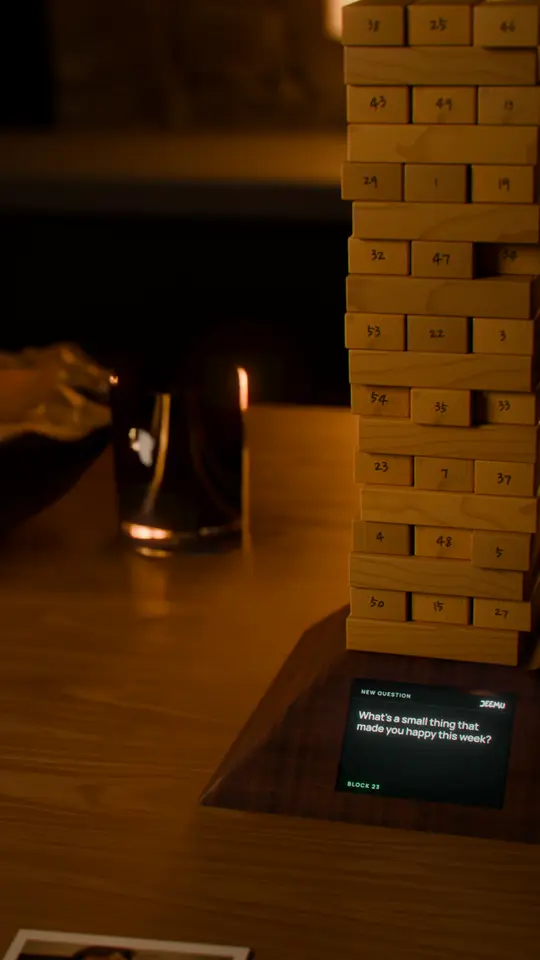 38 25 46
43 49 13
29 1 19
32 47 34
53 22 3
54 35 33
23 7 37
4 48 5
50 15 27
NEW QUESTION JEEMU
What's a small thing that
made you happy this week?
BLOCK 23